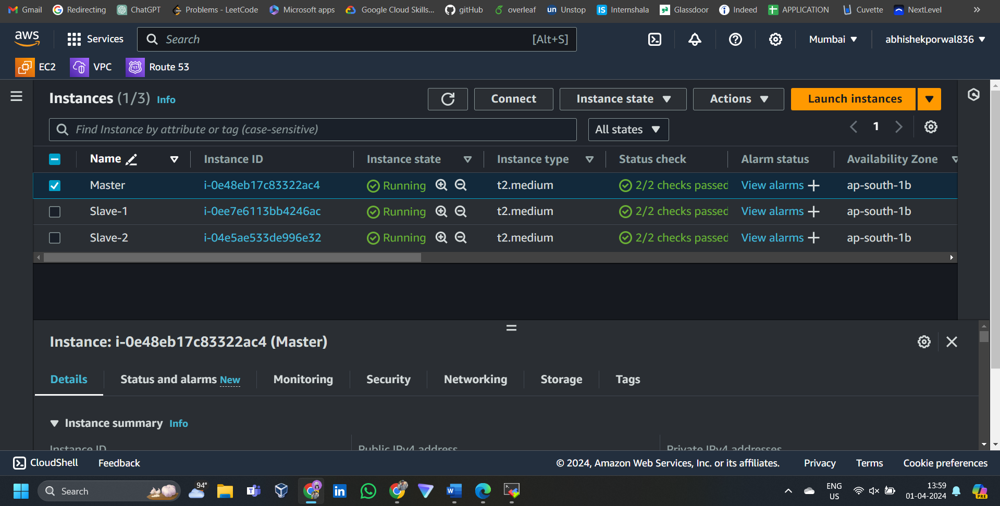 Gmail Redirecting ChatGPT Problems - LeetCode Microsoft apps Google Cloud Skills... gitHub overleaf un Unstop IS Internshala Glassdoor Indeed APPLICATION Cuvette NextLevel »
aws Services Search [Alt+S] Mumbai abhishekporwal836
EC2 VPC 53 Route 53
Instances (1/3) Info Connect Instance state Actions Launch instances
Find Instance by attribute or tag (case-sensitive) All states 1
Name Instance ID Instance state Instance type Status check Alarm status Availability Zone
Master i-0e48eb17c83322ac4 Running t2.medium 2/2 checks passed View alarms ap-south-1b
Slave-1 i-0ee7e6113bb4246ac Running t2.medium 2/2 checks passed View alarms ap-south-1b
Slave-2 i-04e5ae533de996e32 Running t2.medium 2/2 checks passed View alarms ap-south-1b
Instance: i-0e48eb17c83322ac4 (Master)
Details Status and alarms New Monitoring Security Networking Storage Tags
Instance summary Info
Instance ID Public IPv4 address Private IPv4 addresses
CloudShell Feedback © 2024, Amazon Web Services, Inc. or its affiliates. Privacy Terms Cookie preferences
Search 94° in W ENG 13:59
US 01-04-2024 PRE